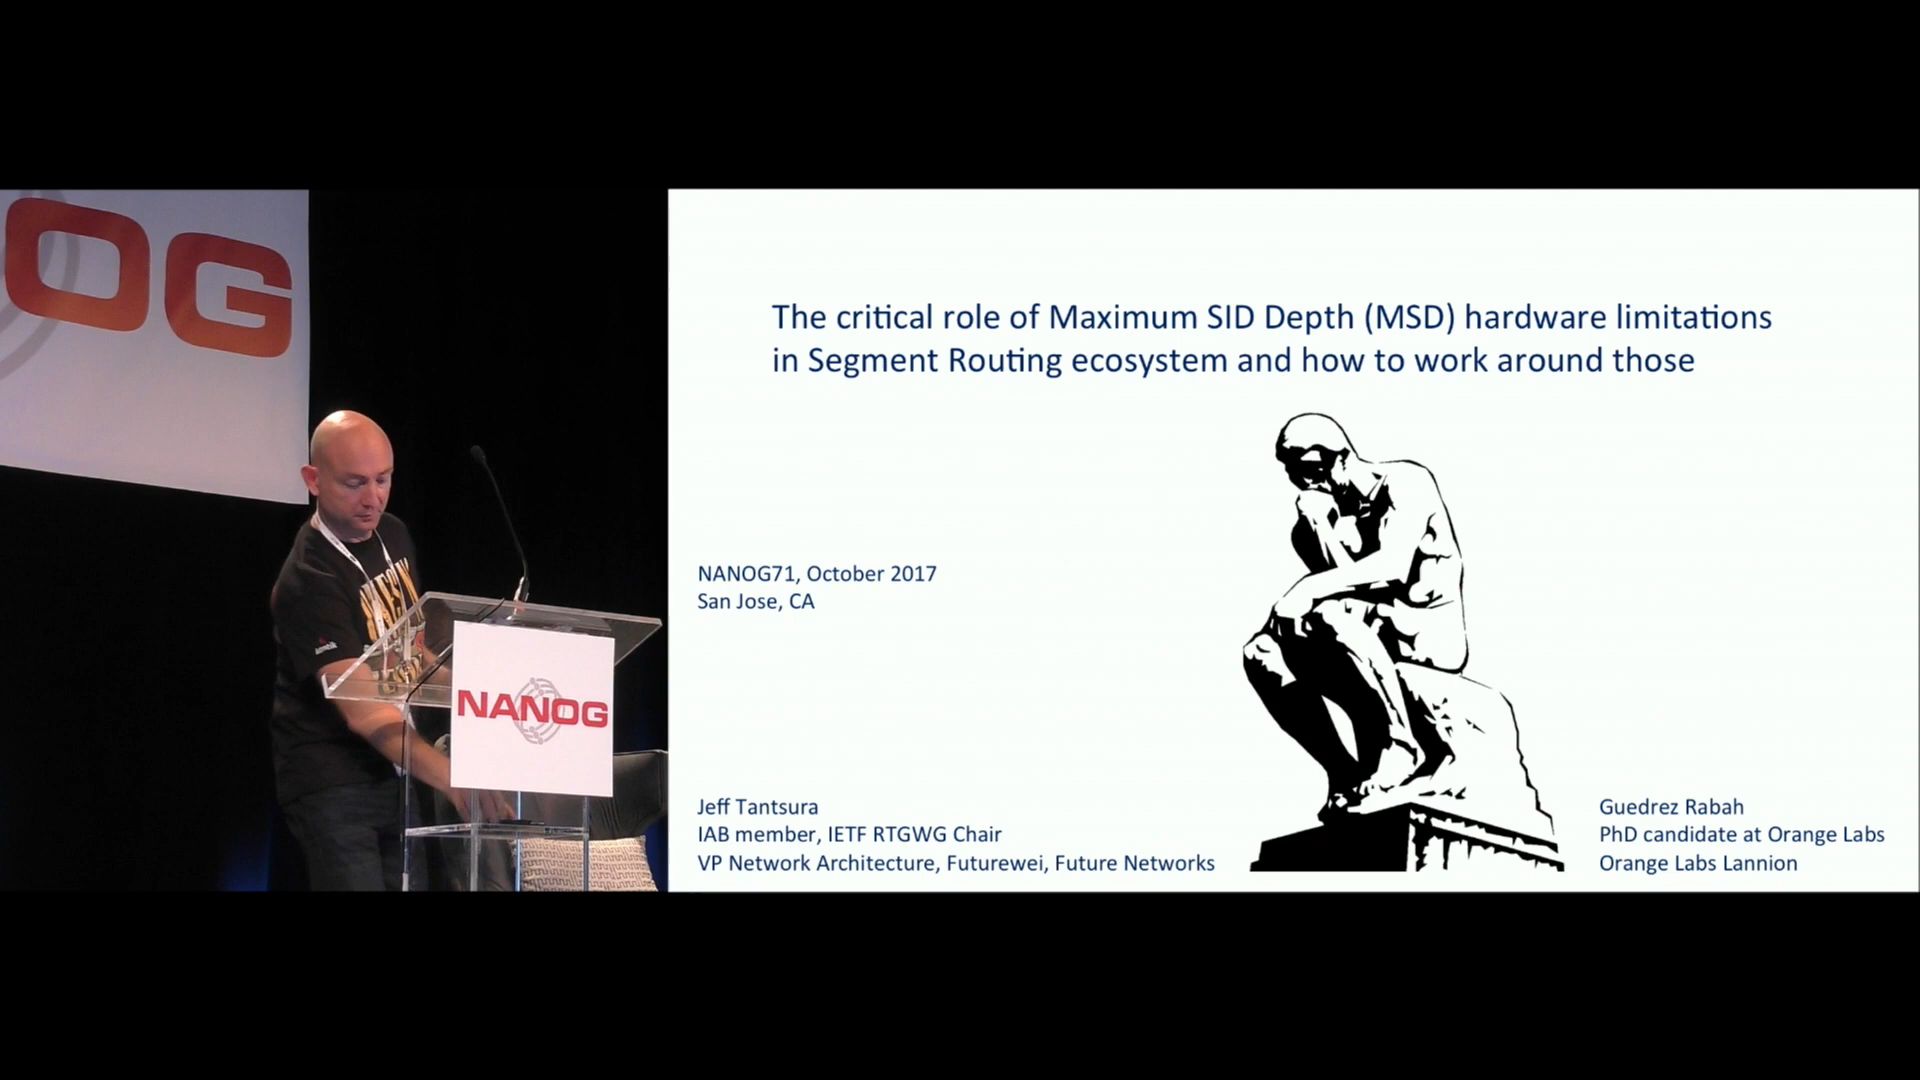 OG
NANOG
The critical role of Maximum SID Depth (MSD) hardware limitations
in Segment Routing ecosystem and how to work around those
NANOG71, October 2017
San Jose, CA
Jeff Tantsura
IAB member, IETF RTGWG Chair
VP Network Architecture, Futurewei, Future Networks
Guedrez Rabah
PhD candidate at Orange Labs
Orange Labs Lannion